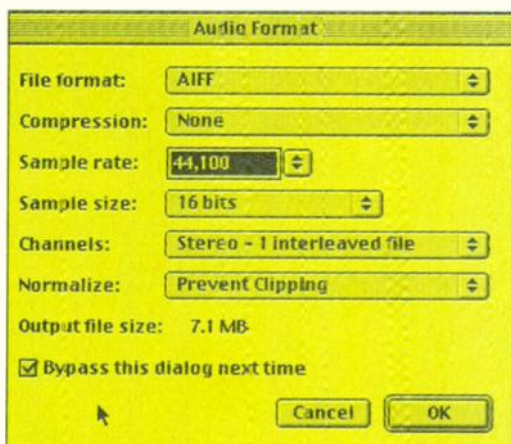 Audio Format
File format: AIFF
Compression: None
Sample rate: 44,100
Sample size: 16 bits
Channels: Stereo - 1 interleaved file
Normalize: Prevent Clipping
Output file size: 7.1 MB
Bypass this dialog next time
Cancel OK